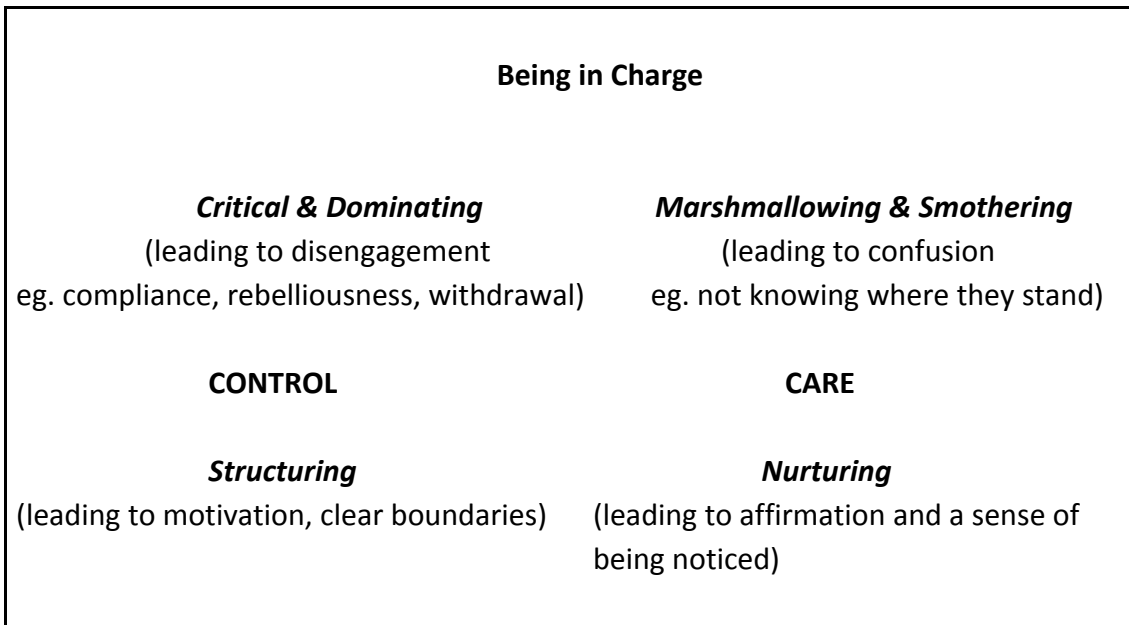 Being in Charge
Critical & Dominating Marshmallowing & Smothering
(leading to disengagement (leading to confusion
eg. compliance, rebelliousness, withdrawal) eg. not knowing where they stand)
CONTROL CARE
Structuring Nurturing
(leading to motivation, clear boundaries) (leading to affirmation and a sense of
being noticed)